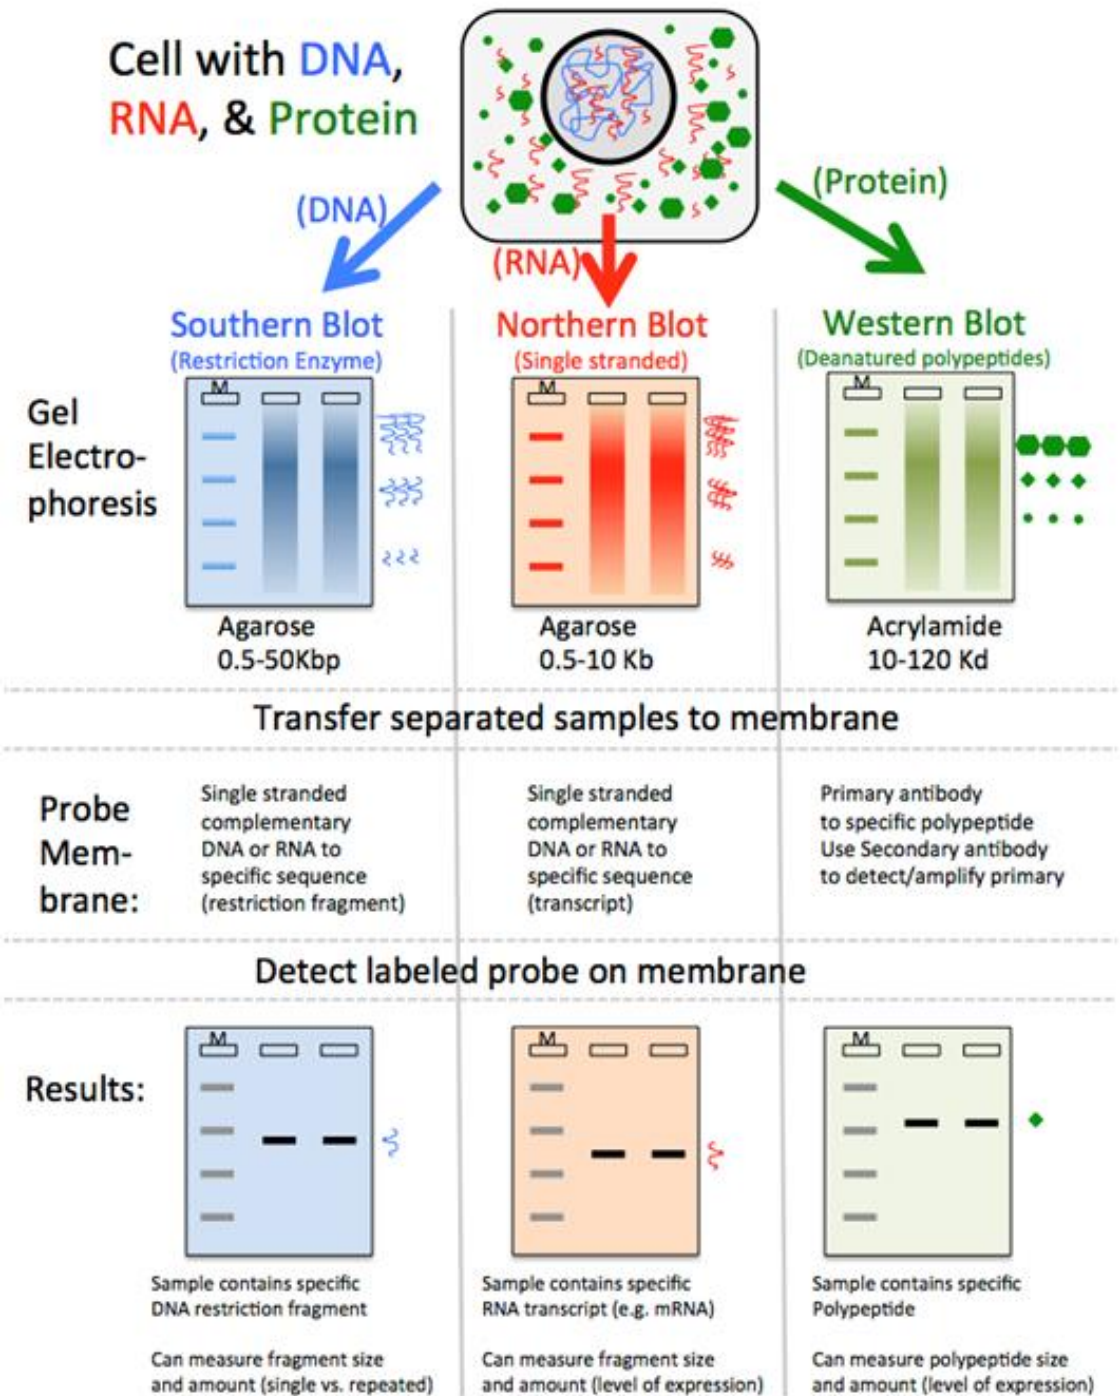 Cell with DNA,
RNA, & Protein
(DNA)
(RNA)
(Protein)
Southern Blot
(Restriction Enzyme)
Northern Blot
(Single stranded)
Western Blot
(Deanatured polypeptides)
Gel
Electro-
phoresis
M
M
M
Agarose
0.5-50Kbp
Agarose
0.5-10 Kb
Acrylamide
10-120 Kd
Transfer separated samples to membrane
Probe
Mem-
brane:
Single stranded
complementary
DNA or RNA to
specific sequence
(restriction fragment)
Single stranded
complementary
DNA or RNA to
specific sequence
(transcript)
Primary antibody
to specific polypeptide
Use Secondary antibody
to detect/amplify primary
Detect labeled probe on membrane
Results:
M
M
M
Sample contains specific
DNA restriction fragment
Can measure fragment size
and amount (single vs. repeated)
Sample contains specific
RNA transcript (e.g. mRNA)
Can measure fragment size
and amount (level of expression)
Sample contains specific
Polypeptide
Can measure polypeptide size
and amount (level of expression)